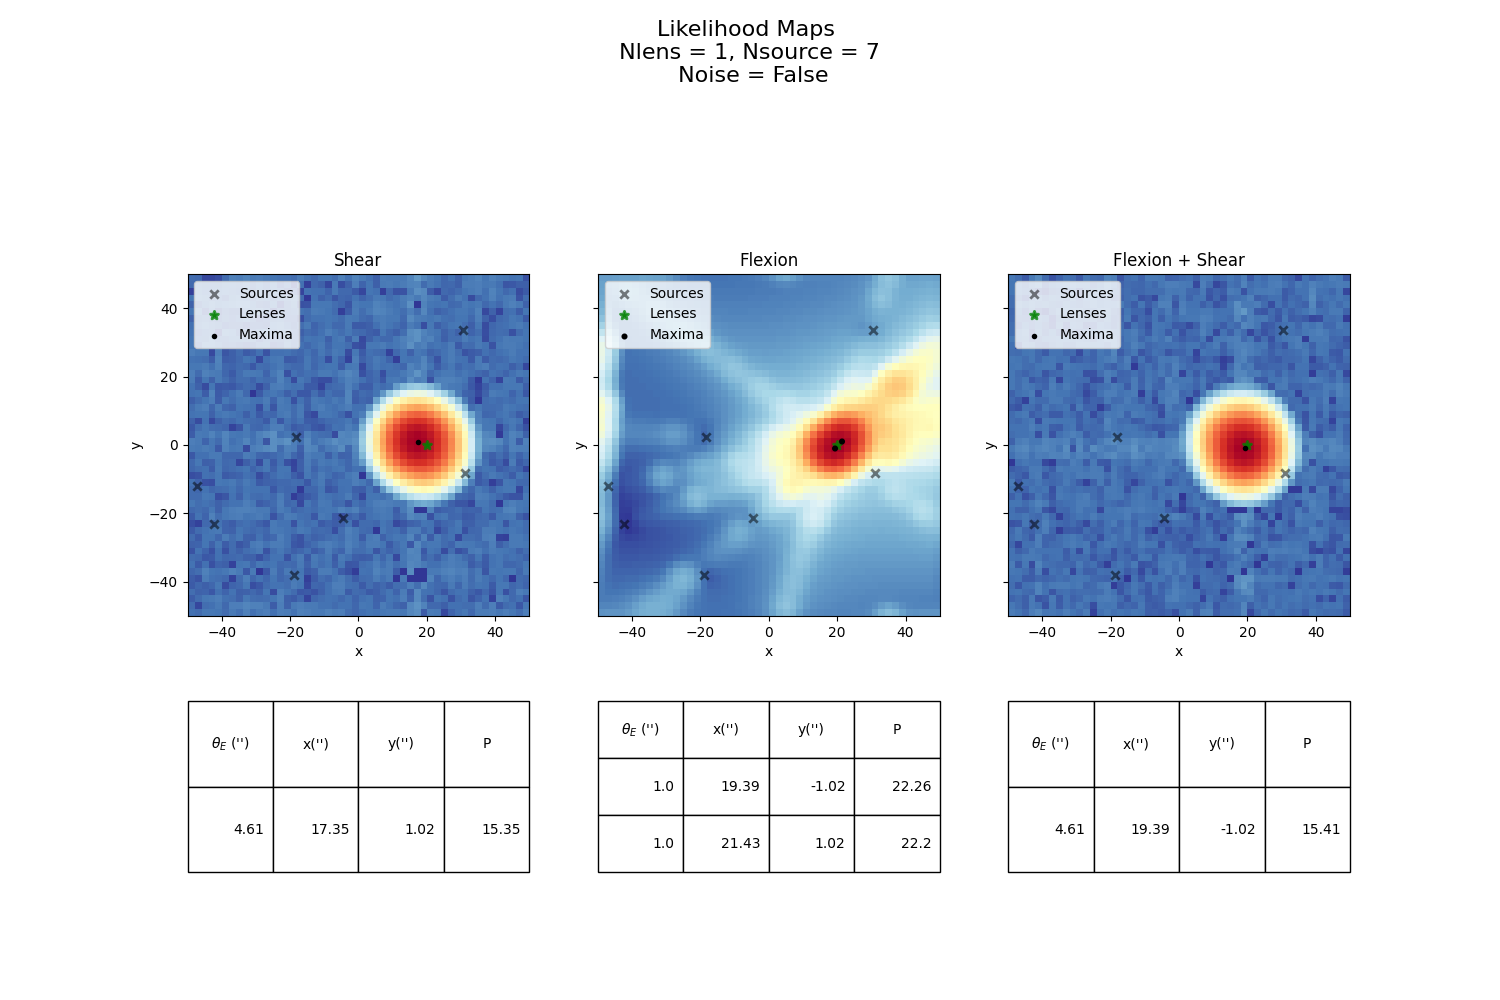 Likelihood Maps
Nlens = 1, Nsource = 7
Noise = False
Shear
Sources
Lenses
Maxima
40
20
0
−20
−40
y
−40 −20 0 20 40
x
Flexion
Sources
Lenses
Maxima
y
−40 −20 0 20 40
x
Flexion + Shear
Sources
Lenses
Maxima
y
−40 −20 0 20 40
x
θE ('') x('') y('') P
4.61 17.35 1.02 15.35
θE ('') x('') y('') P
1.0 19.39 -1.02 22.26
1.0 21.43 1.02 22.2
θE ('') x('') y('') P
4.61 19.39 -1.02 15.41